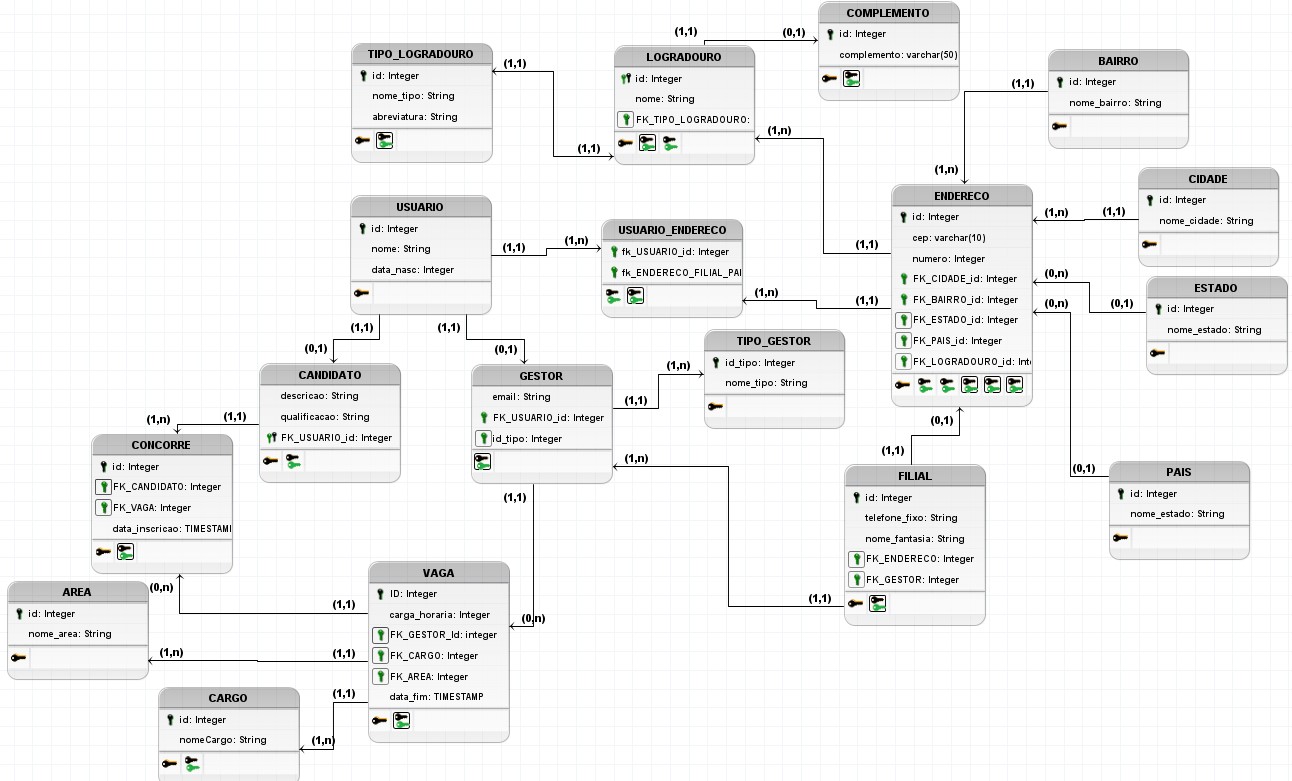 COMPLEMENTO
id: Integer
complemento: varchar(50)
(1,1)
(0,1)
TIPO_LOGRADOURO
id: Integer
nome_tipo: String
abreviatura: String
(1,1)
(1,1)
LOGRADOURO
id: Integer
nome: String
FK_TIPO_LOGRADOURO:
(1,n)
(1,1)
BAIRRO
id: Integer
nome_bairro: String
(1,1)
(1,n)
CIDADE
id: Integer
nome_cidade: String
(1,n)
(1,1)
ENDERECO
id: Integer
cep: varchar(10)
numero: Integer
FK_CIDADE_id: Integer
FK_BAIRRO_id: Integer
FK_ESTADO_id: Integer
FK_PAIS_id: Integer
FK_LOGRADOURO_id: Int
USUARIO
id: Integer
nome: String
data_nasc: Integer
(1,1)
(1,n)
USUARIO_ENDERECO
fk_USUARIO_id: Integer
fk_ENDERECO_FILIAL_PAI
(1,n)
(1,1)
ESTADO
id: Integer
nome_estado: String
(0,n)
(0,1)
(0,n)
(0,1)
PAIS
id: Integer
nome_estado: String
TIPO_GESTOR
id_tipo: Integer
nome_tipo: String
(1,n)
(1,1)
(1,1)
(0,1)
(1,1)
(0,1)
CANDIDATO
descricao: String
qualificacao: String
FK_USUARIO_id: Integer
GESTOR
email: String
FK_USUARIO_id: Integer
id_tipo: Integer
(1,n)
(1,1)
CONCORRE
id: Integer
FK_CANDIDATO: Integer
FK_VAGA: Integer
data_inscricao: TIMESTAMI
(0,1)
(1,1)
FILIAL
id: Integer
telefone_fixo: String
nome_fantasia: String
FK_ENDERECO: Integer
FK_GESTOR: Integer
(1,n)
(1,1)
(1,1)
(0,n)
VAGA
ID: Integer
carga_horaria: Integer
FK_GESTOR_Id: integer
FK_CARGO: Integer
FK_AREA: Integer
data_fim: TIMESTAMP
(0,n)
(1,1)
AREA
id: Integer
nome_area: String
(1,n)
(1,1)
(1,1)
(1,n)
CARGO
id: Integer
nomeCargo: String